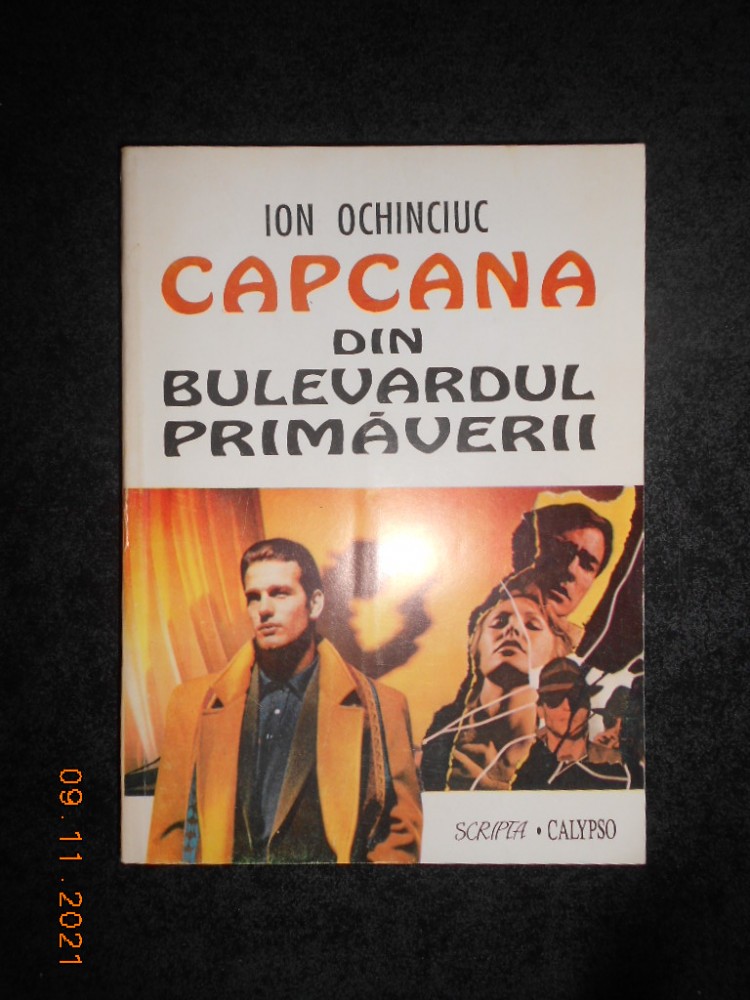 ION OCHINCIUC
CAPCANA
DIN
BULEVARDUL
PRIMĂVERII
SCRIPTA • CALYPSO
09.11.2021